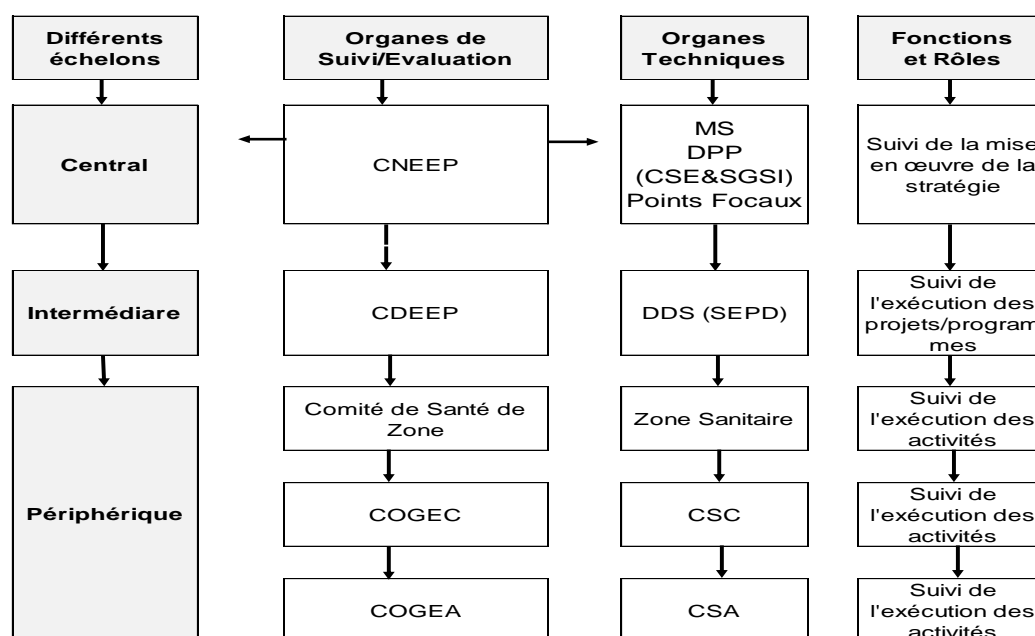 Différents
échelons
Organes de
Suivi/Evaluation
Organes
Techniques
Fonctions
et Rôles
Central
CNEEP
MS
DPP
(CSE&SGSI)
Points Focaux
Suivi de la mise
en œuvre de la
stratégie
Intermédiare
CDEEP
DDS (SEPD)
Suivi de
l'exécution des
projets/program
mes
Périphérique
Comité de Santé de
Zone
Zone Sanitaire
Suivi de
l'exécution des
activités
COGEC
CSC
Suivi de
l'exécution des
activités
COGEA
CSA
Suivi de
l'exécution des
activités